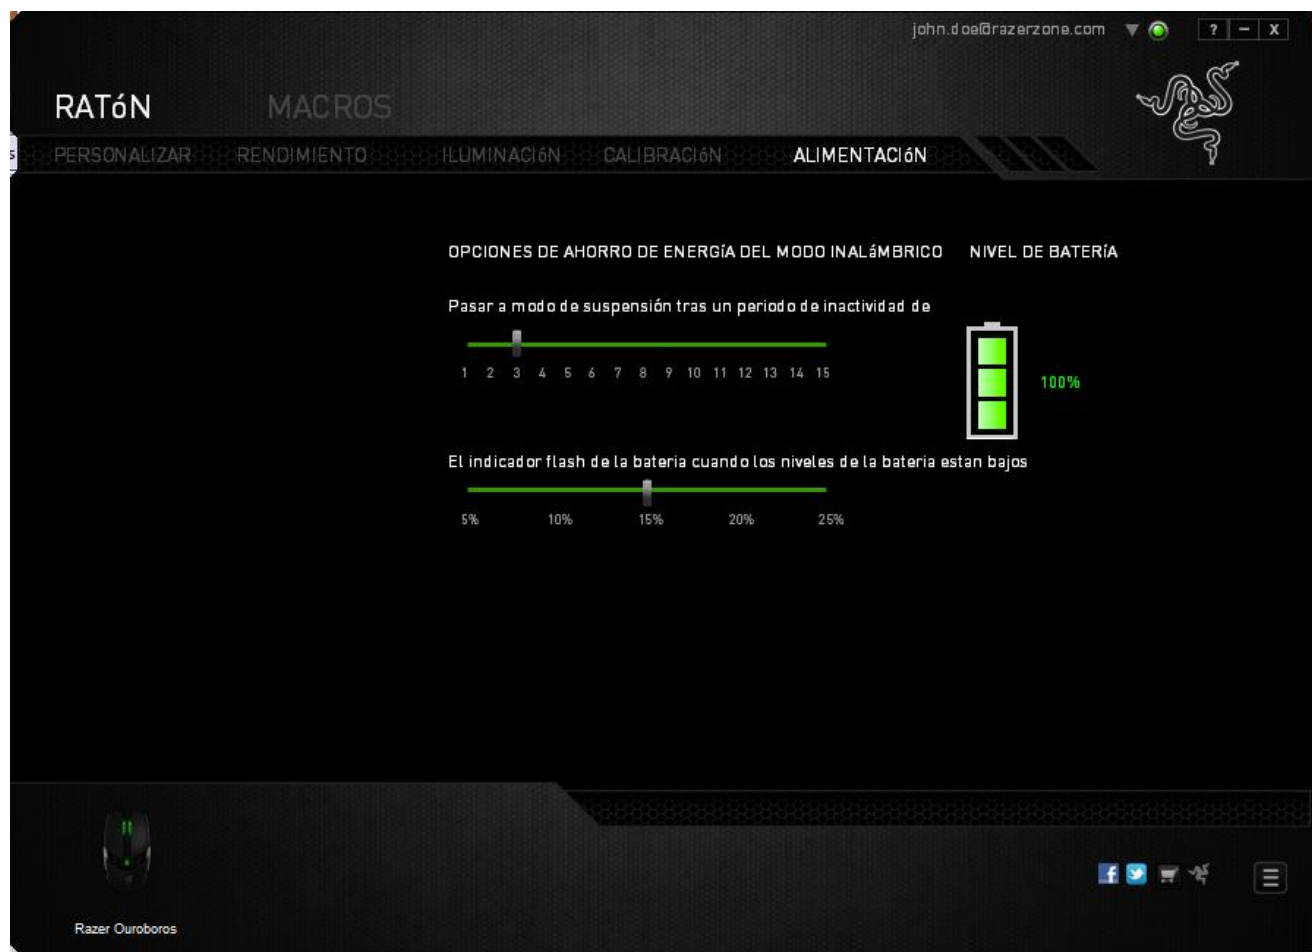 john.doe@razerzone.com
? – X
RATóN MACROS
s
PERSONALIZAR RENDIMIENTO ILUMINACIóN CALIBRACIóN ALIMENTACIóN
OPCIONES DE AHORRO DE ENERGíA DEL MODO INALáMBRICO NIVEL DE BATERíA
Pasar a modo de suspensión tras un periodo de inactividad de
1 2 3 4 5 6 7 8 9 10 11 12 13 14 15
100%
El indicador flash de la bateria cuando los niveles de la bateria estan bajos
5% 10% 15% 20% 25%
Razer Ouroboros